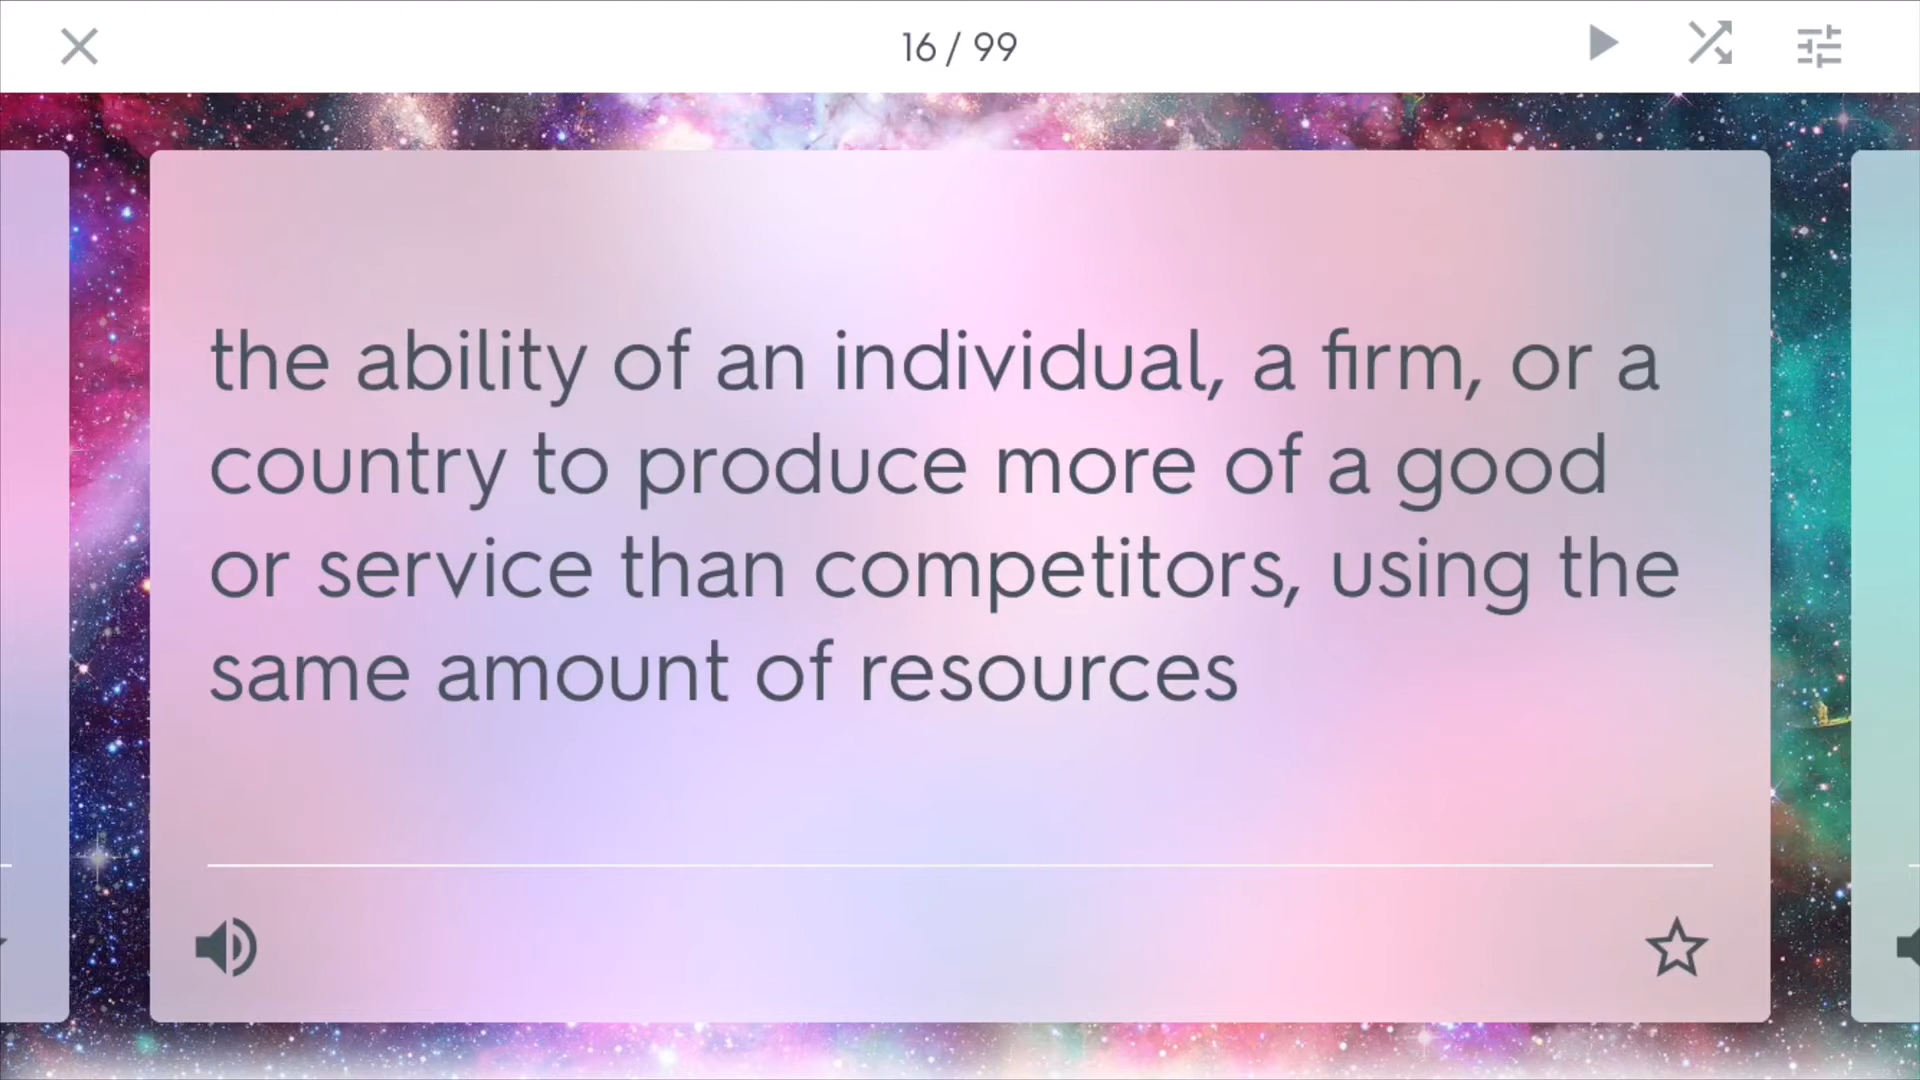 16 / 99
the ability of an individual, a firm, or a
country to produce more of a good
or service than competitors, using the
same amount of resources